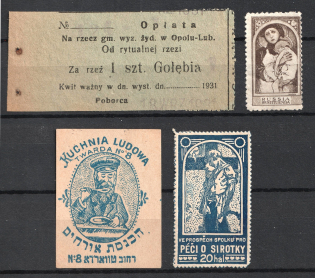 № Opłata
Na rzecz gm. wyz. żyd. w Opolu-Lub.
Od rytualnej rzezi
Za rzeź 1 szt. Gołębia
Kwit ważny w dn. wyst. dn. 1931
Poborca
KUCHNIA LUDOWA
TWARDA №8
הכנסת אורחים
№8 רחוב טווארדא
VE PROSPĚCH SPOLKU PRO
PÉČI O SIROTKY
20 hal